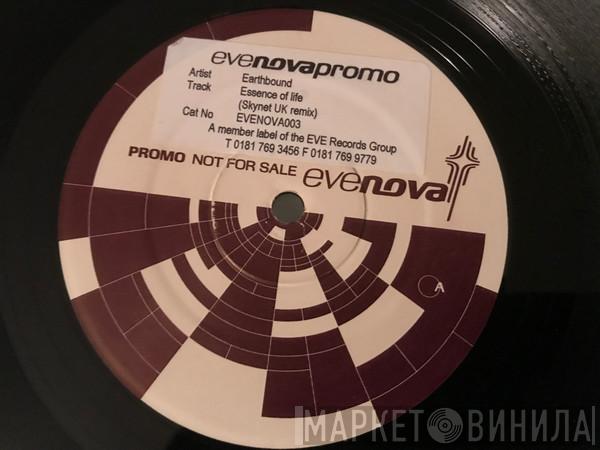 evenovapromo
Artist Earthbound
Track Essence of life
(Skynet UK remix)
Cat No EVENOVA003
A member label of the EVE Records Group
T 0181 769 3456 F 0181 769 9779
PROMO NOT FOR SALE evenova
A
МАРКЕТ ВИНИЛА